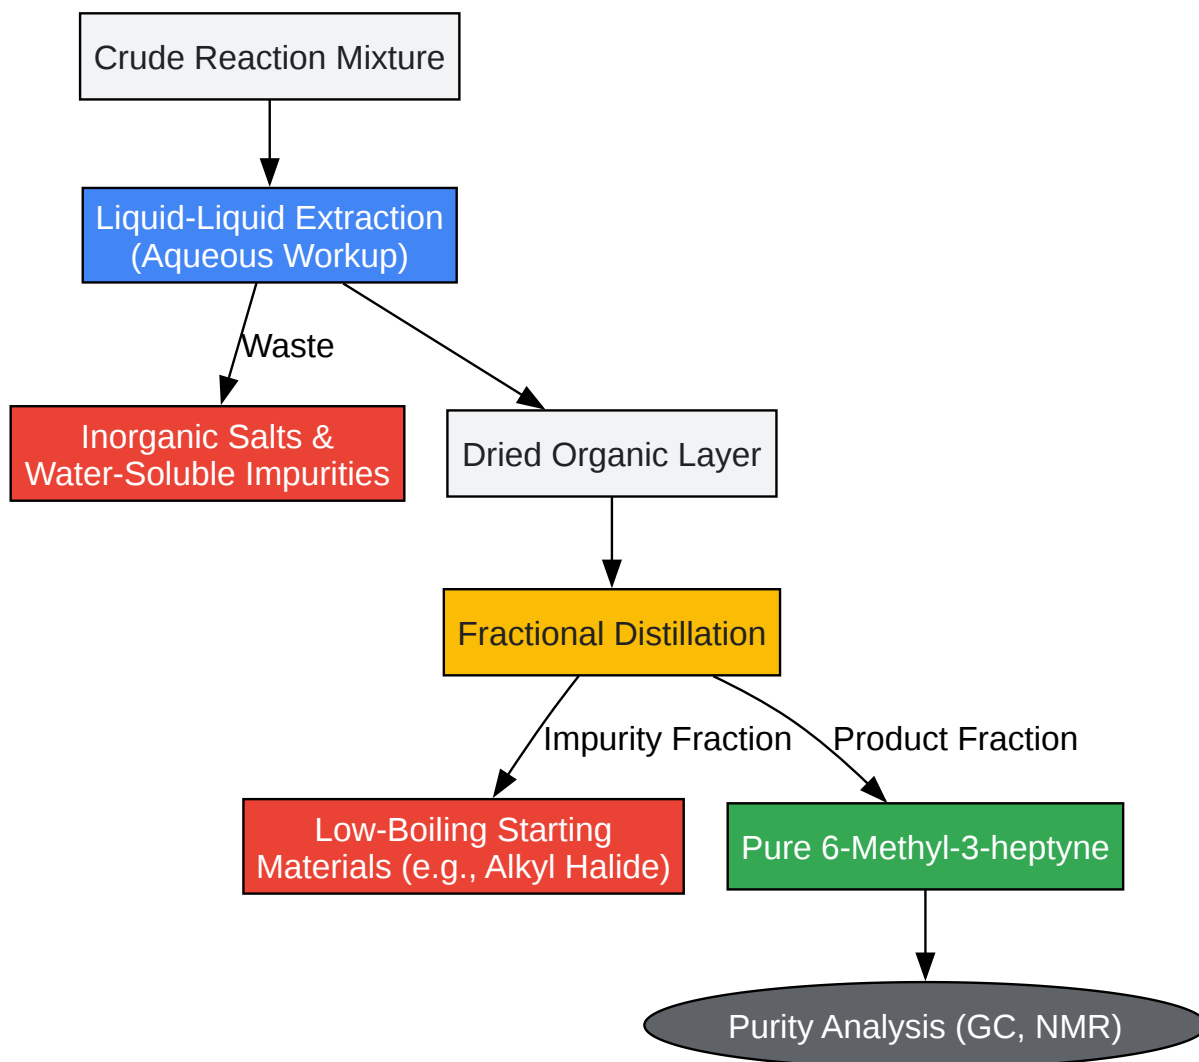 Crude Reaction Mixture
Liquid-Liquid Extraction
(Aqueous Workup)
Waste
Inorganic Salts &
Water-Soluble Impurities
Dried Organic Layer
Fractional Distillation
Impurity Fraction
Product Fraction
Low-Boiling Starting
Materials (e.g., Alkyl Halide)
Pure 6-Methyl-3-heptyne
Purity Analysis (GC, NMR)